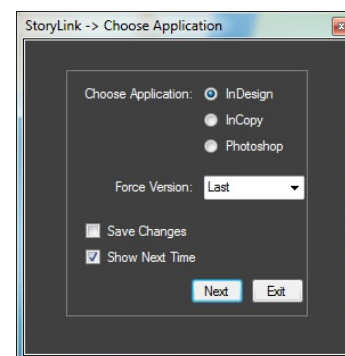 StoryLink -> Choose Application
Choose Application: InDesign
InCopy
Photoshop
Force Version: Last
Save Changes
Show Next Time
Next Exit